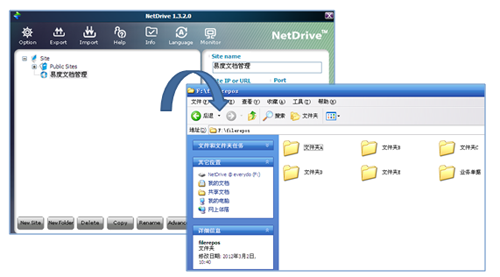 NetDrive 1.3.2.0
Option Export Import Help Info Language Monitor
NetDrive™
Site
Public Sites
易度文档管理
Site name
易度文档管理
Site IP or URL Port
New Site New Folder Delete Copy Rename Advanc
F:\filerepos
文件(F) 查看(V) 收藏(A) 工具(T) 帮助(H)
后退 搜索 文件夹
地址(D) F:\filerepos
文件和文件夹任务
其它位置
NetDrive @ everydo (F:)
我的文档
共享文档
我的电脑
网上邻居
详细信息
filerepos
文件夹
修改日期: 2012年3月2日,
10:40
文件夹A 文件夹B 文件夹C
文件夹D 文件夹E 业务单据